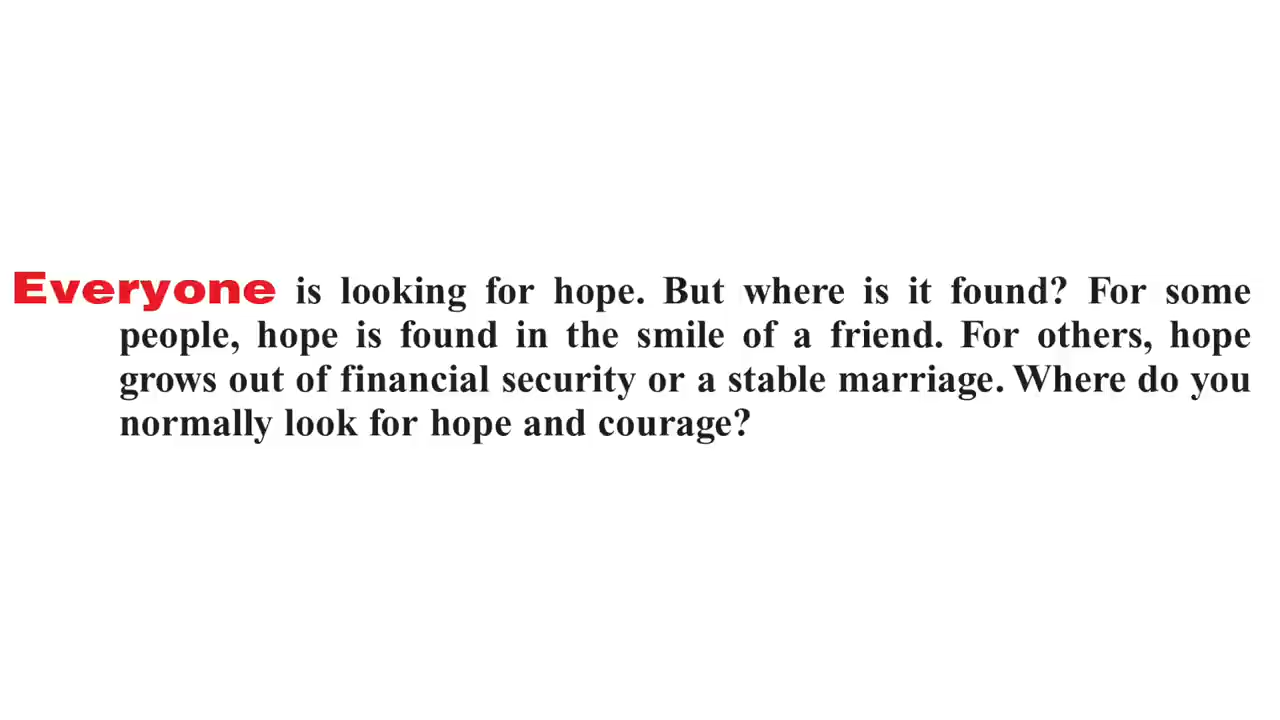 Everyone is looking for hope. But where is it found? For some
people, hope is found in the smile of a friend. For others, hope
grows out of financial security or a stable marriage. Where do you
normally look for hope and courage?